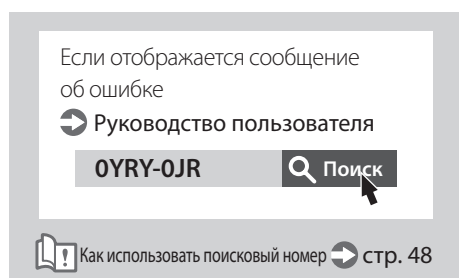 Если отображается сообщение
об ошибке
Руководство пользователя
0YRY-0JR Поиск
Как использовать поисковый номер стр. 48